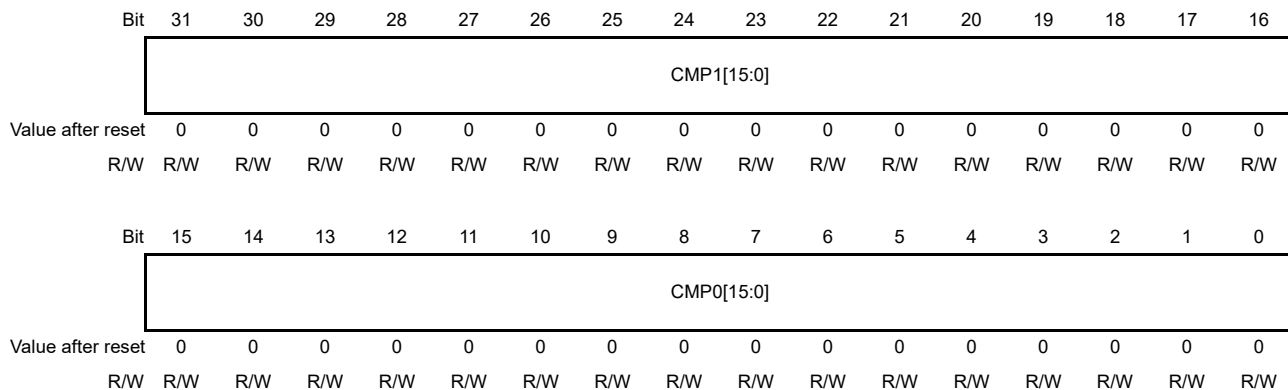 Bit 31 30 29 28 27 26 25 24 23 22 21 20 19 18 17 16
CMP1[15:0]
Value after reset 0 0 0 0 0 0 0 0 0 0 0 0 0 0 0 0
R/W R/W R/W R/W R/W R/W R/W R/W R/W R/W R/W R/W R/W R/W R/W R/W R/W
Bit 15 14 13 12 11 10 9 8 7 6 5 4 3 2 1 0
CMP0[15:0]
Value after reset 0 0 0 0 0 0 0 0 0 0 0 0 0 0 0 0
R/W R/W R/W R/W R/W R/W R/W R/W R/W R/W R/W R/W R/W R/W R/W R/W R/W